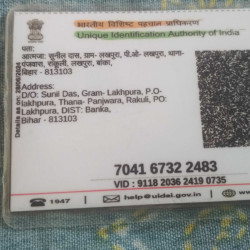 भारतीय विशिष्ट पहचान प्राधिकरण
Unique Identification Authority of India
पता:
आत्मजा: सुनील दास, ग्राम- लखपुरा, पी.ओ- लखपुरा, थाना-
पंजवारा, राकुली, लखपुरा, बांका,
बिहार - 813103
Address:
D/O: Sunil Das, Gram- Lakhpura, P.O-
lakhpura, Thana- Panjwara, Rakuli, PO:
Lakhpura, DIST: Banka,
Bihar - 813103
7041 6732 2483
VID : 9118 2036 2419 0735
1947
help@uidai.gov.in